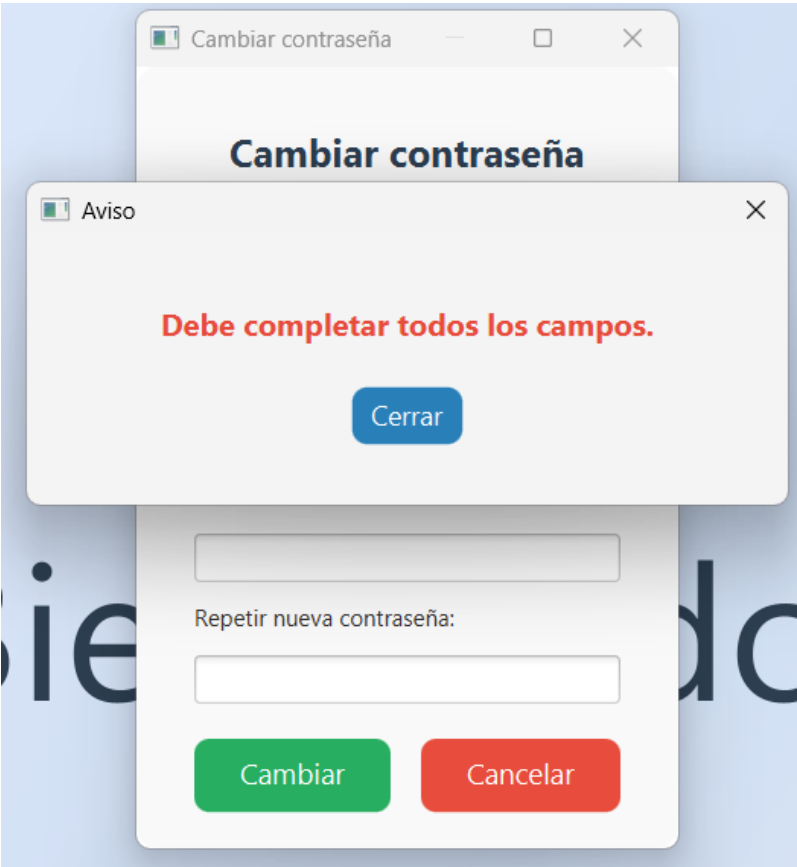 Cambiar contraseña
Cambiar contraseña
Aviso
Debe completar todos los campos.
Cerrar
Repetir nueva contraseña:
Cambiar
Cancelar